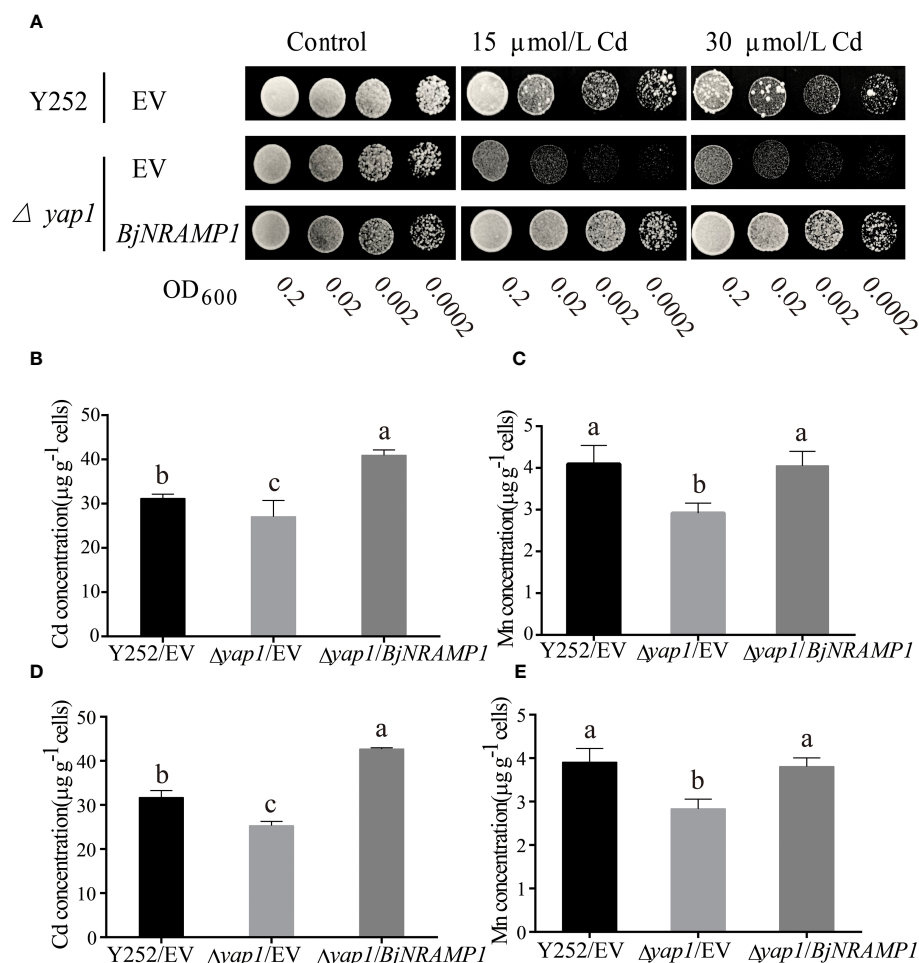 A
Control 15 μmol/L Cd 30 μmol/L Cd
Y252 EV
EV
△ yap1
BjNRAMP1
OD600 0.2 0.02 0.002 0.0002 0.2 0.02 0.002 0.0002 0.2 0.02 0.002 0.0002
B
Cd concentration(μg g-1 cells)
50
40
30
20
10
0
b c a
Y252/EV Δyap1/EV Δyap1/BjNRAMP1
C
Mn concentration(μg g-1 cells)
5
4
3
2
1
0
a b a
Y252/EV Δyap1/EV Δyap1/BjNRAMP1
D
Cd concentration(μg g-1 cells)
50
40
30
20
10
0
b c a
Y252/EV Δyap1/EV Δyap1/BjNRAMP1
E
Mn concentration(μg g-1 cells)
5
4
3
2
1
0
a b a
Y252/EV Δyap1/EV Δyap1/BjNRAMP1